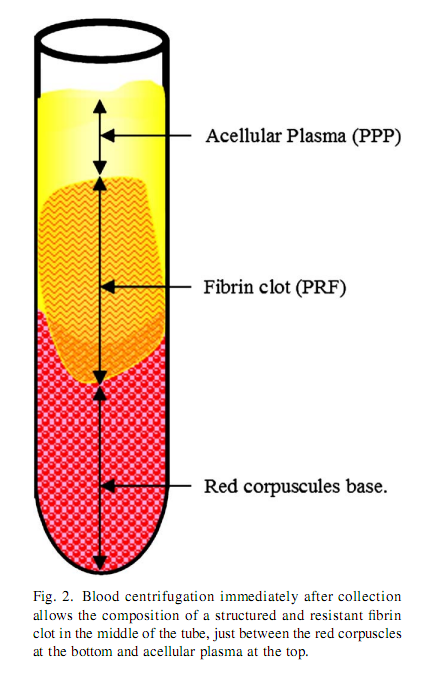 Acellular Plasma (PPP)
Fibrin clot (PRF)
Red corpuscules base.
Fig. 2. Blood centrifugation immediately after collection
allows the composition of a structured and resistant fibrin
clot in the middle of the tube, just between the red corpuscles
at the bottom and acellular plasma at the top.